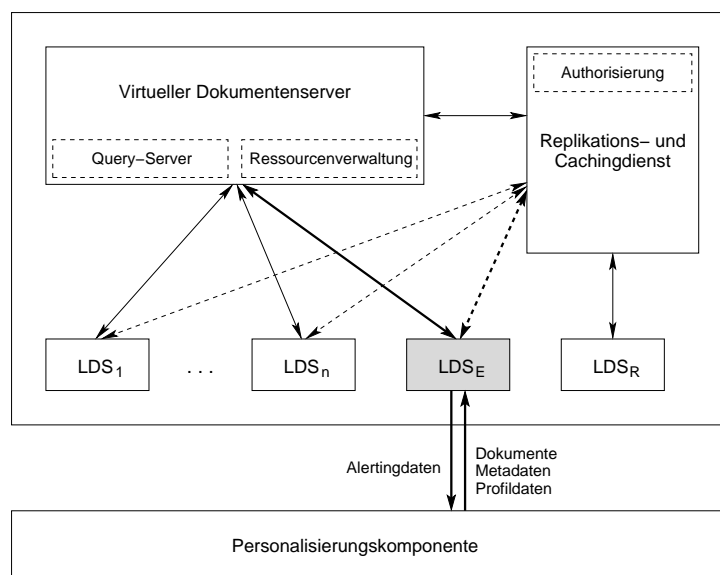 Virtueller Dokumentenserver
Query−Server
Ressourcenverwaltung
Authorisierung
Replikations− und
Cachingdienst
LDS1
. . .
LDSn
LDSE
LDSR
Alertingdaten
Dokumente
Metadaten
Profildaten
Personalisierungskomponente